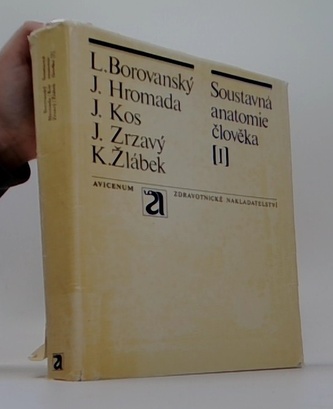 L.Borovanský
J. Hromada
J. Kos
J. Zrzavý
K.Žlábek
Soustavná
anatomie
člověka
[I]
AVICENUM
a
ZDRAVOTNICKÉ NAKLADATELSTVÍ
a